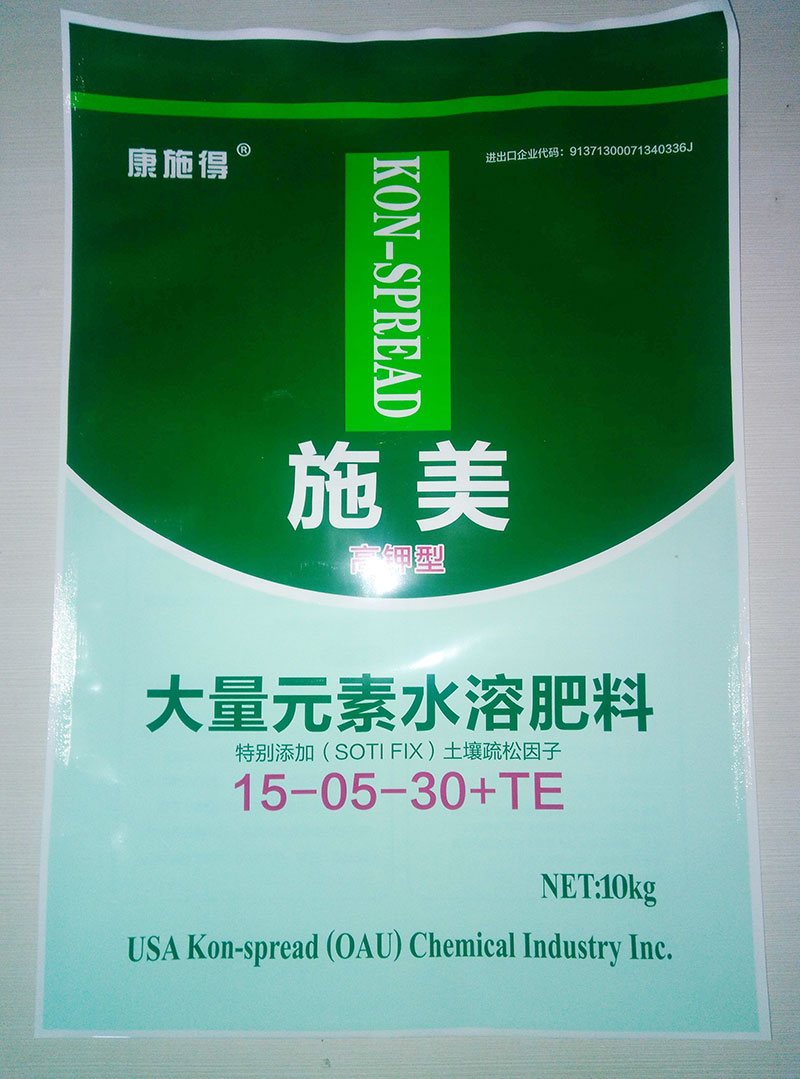 康施得®
进出口企业代码：91371300071340336J
KON-SPREAD
施美
高钾型
大量元素水溶肥料
特别添加（SOTI FIX）土壤疏松因子
15-05-30+TE
NET:10kg
USA Kon-spread (OAU) Chemical Industry Inc.